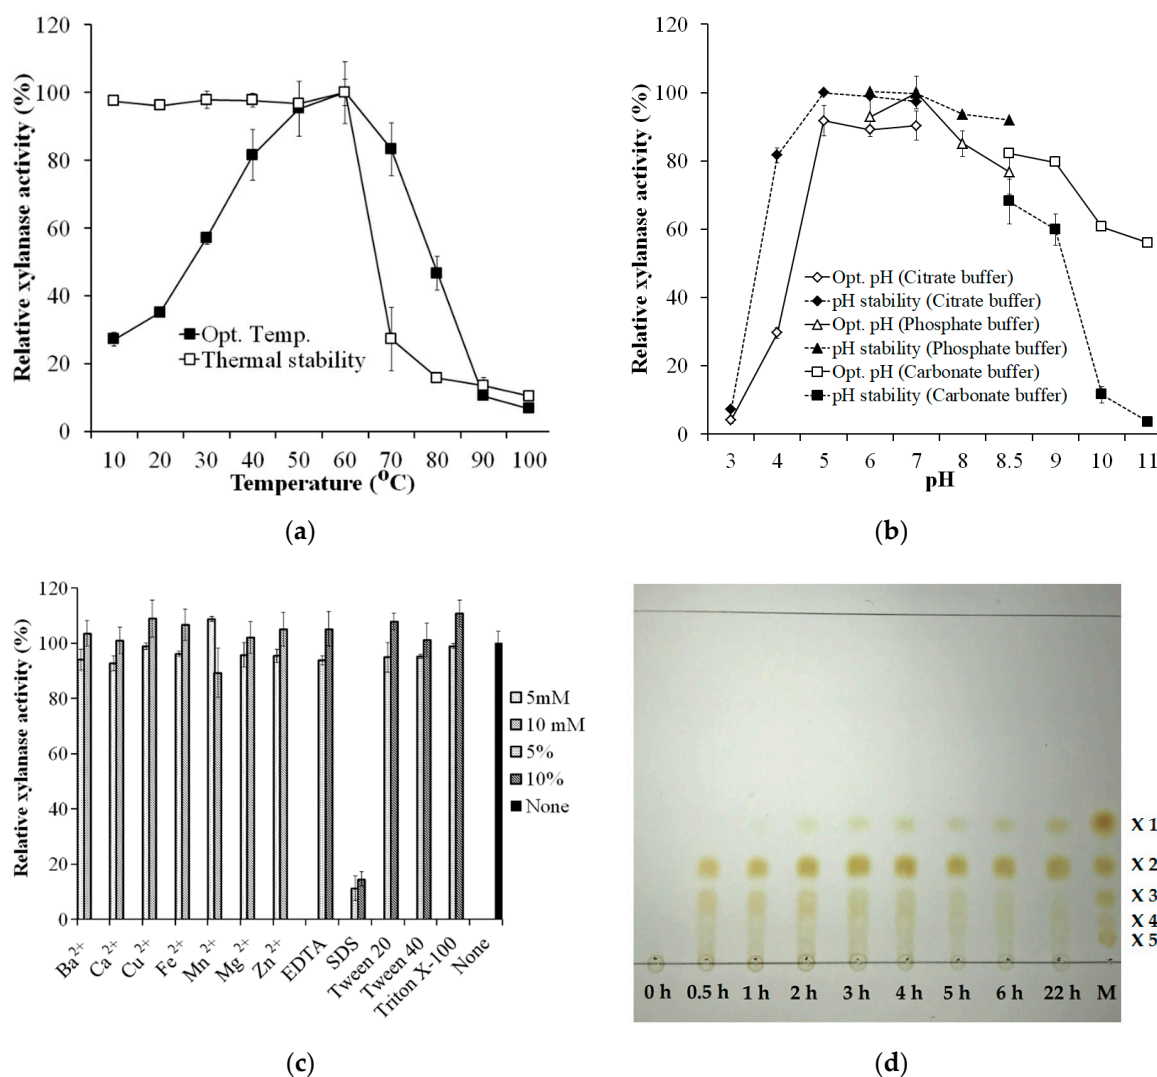 120
100
80
60
40
20
0
Relative xylanase activity (%)
Opt. Temp.
Thermal stability
10 20 30 40 50 60 70 80 90 100
Temperature (°C)
(a)
120
100
80
60
40
20
0
Relative xylanase activity (%)
Opt. pH (Citrate buffer)
pH stability (Citrate buffer)
Opt. pH (Phosphate buffer)
pH stability (Phosphate buffer)
Opt. pH (Carbonate buffer)
pH stability (Carbonate buffer)
3 4 5 6 7 8 8.5 9 10 11
pH
(b)
120
100
80
60
40
20
0
Relative xylanase activity (%)
5mM
10 mM
5%
10%
None
Ba2+ Ca2+ Cu2+ Fe2+ Mn2+ Mg2+ Zn2+ EDTA SDS Tween 20 Tween 40 Triton X-100 None
(c)
X 1
X 2
X 3
X 4
X 5
0 h 0.5 h 1 h 2 h 3 h 4 h 5 h 6 h 22 h M
(d)